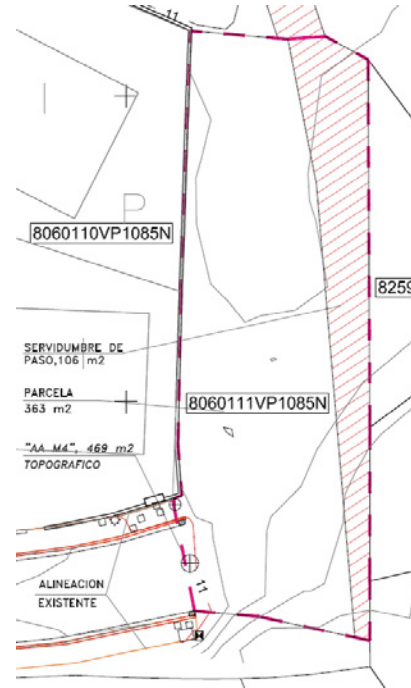 11
P
8060110VP1085N
8259
SERVIDUMBRE DE
PASO,106 m2
PARCELA
363 m2
8060111VP1085N
"AA M4", 469 m2
TOPOGRAFICO
ALINEACION
EXISTENTE
11